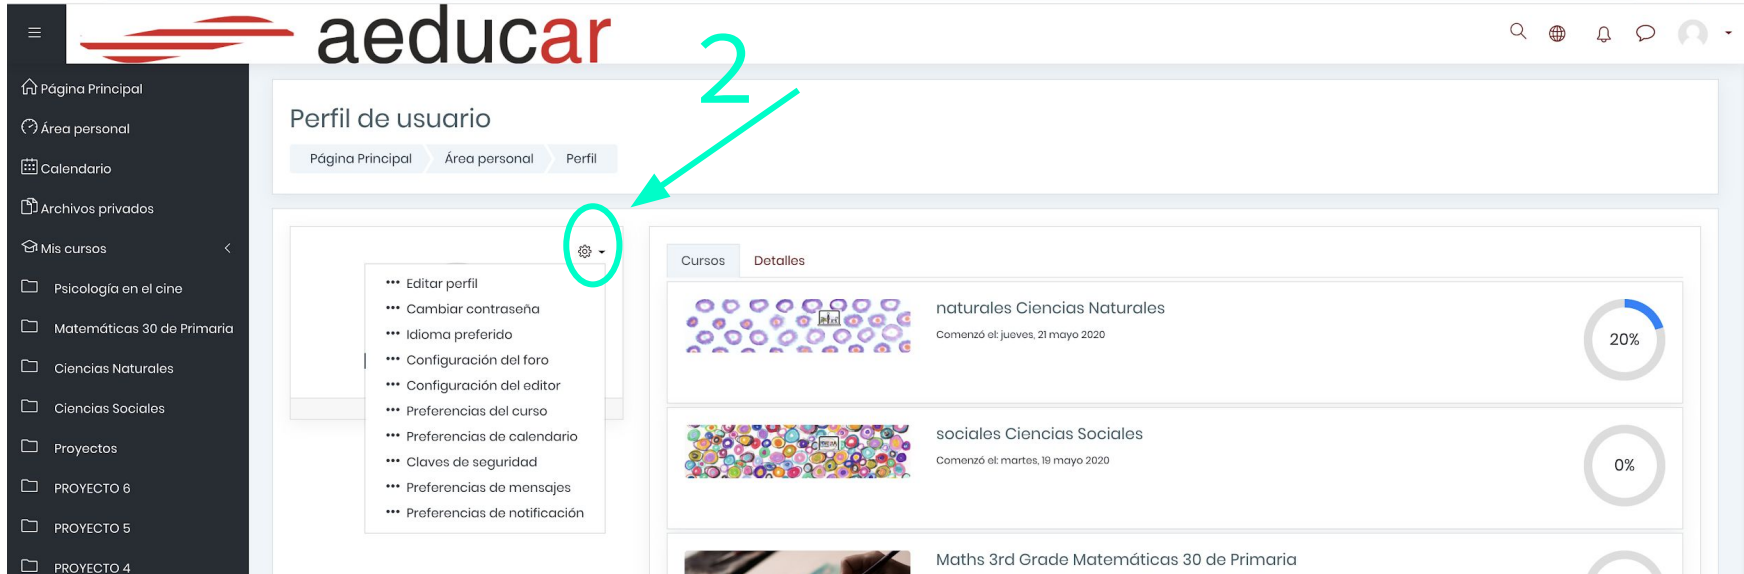 aeducar
2
Página Principal
Área personal
Calendario
Archivos privados
Mis cursos
Psicología en el cine
Matemáticas 30 de Primaria
Ciencias Naturales
Ciencias Sociales
Proyectos
PROYECTO 6
PROYECTO 5
PROYECTO 4
Perfil de usuario
Página Principal Área personal Perfil
Editar perfil
Cambiar contraseña
Idioma preferido
Configuración del foro
Configuración del editor
Preferencias del curso
Preferencias de calendario
Claves de seguridad
Preferencias de mensajes
Preferencias de notificación
Cursos Detalles
naturales Ciencias Naturales
Comenzó el: jueves, 21 mayo 2020
20%
sociales Ciencias Sociales
Comenzó el: martes, 19 mayo 2020
0%
Maths 3rd Grade Matemáticas 30 de Primaria